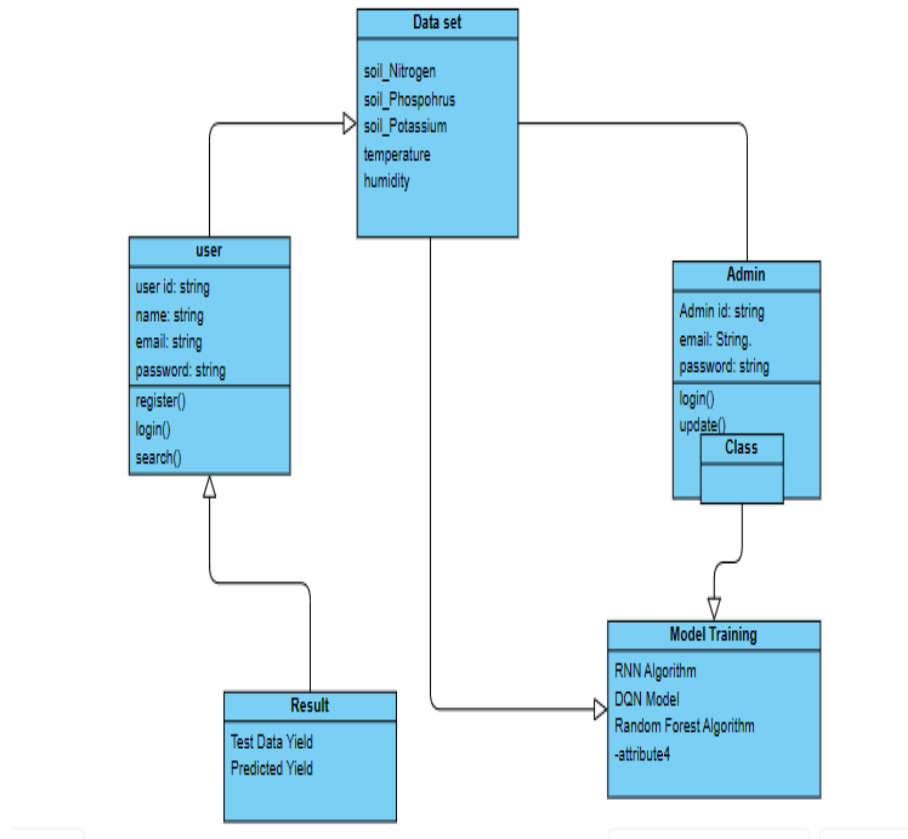 Data set
soil_Nitrogen
soil_Phospohrus
soil_Potassium
temperature
humidity
user
user id: string
name: string
email: string
password: string
register()
login()
search()
Admin
Admin id: string
email: String.
password: string
login()
update()
Class
Model Training
RNN Algorithm
DQN Model
Random Forest Algorithm
-attribute4
Result
Test Data Yield
Predicted Yield